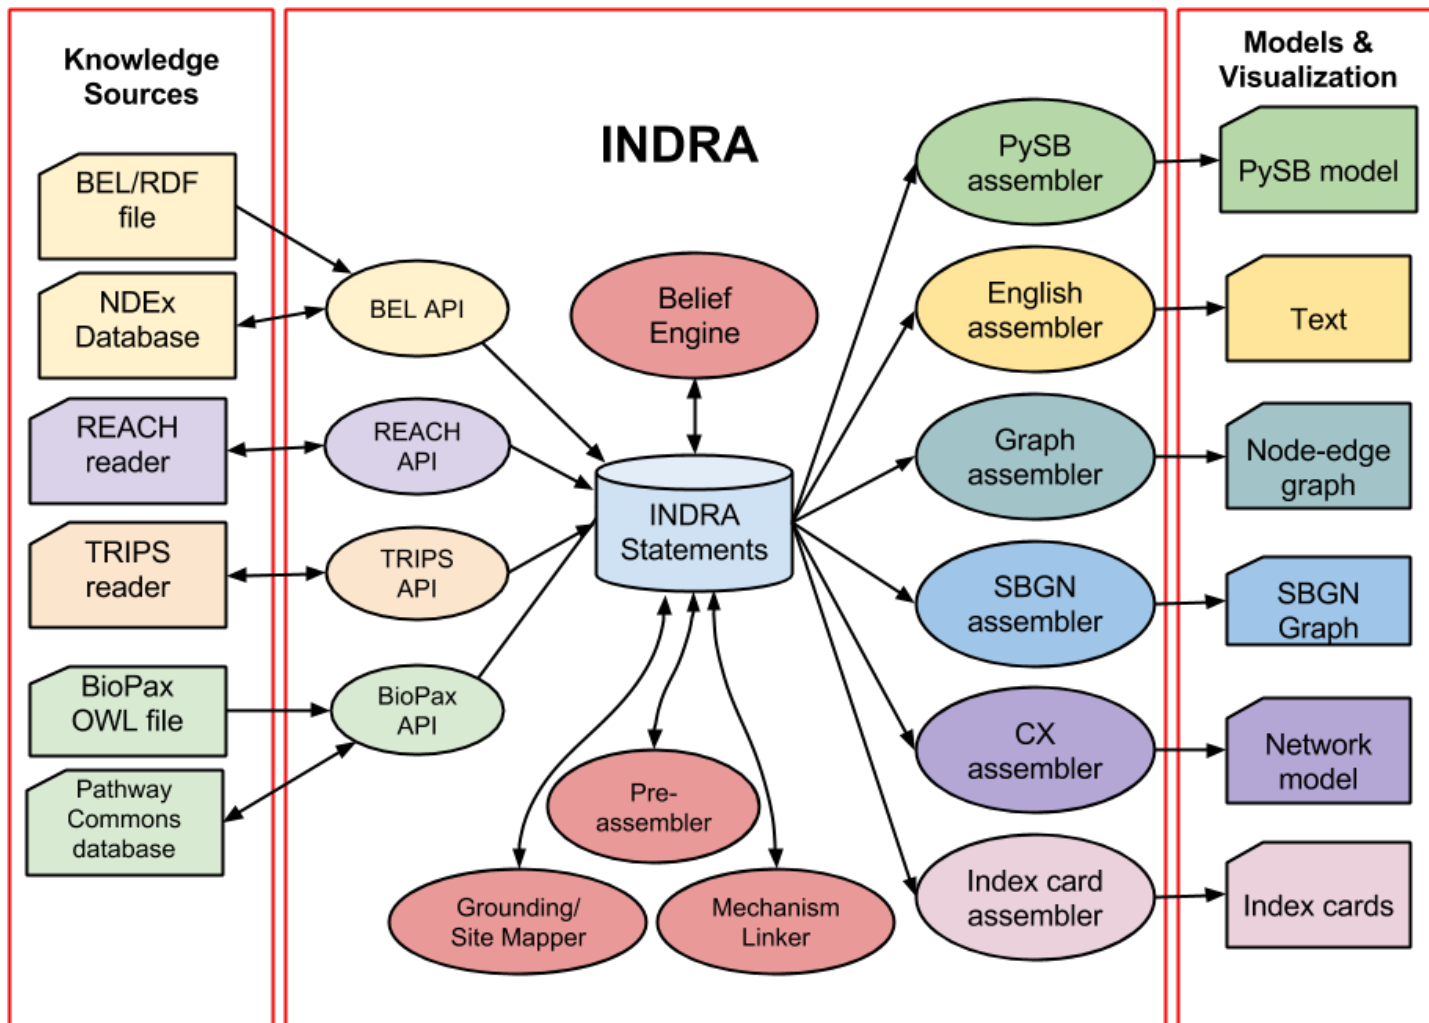 Knowledge
Sources
BEL/RDF
file
NDEx
Database
REACH
reader
TRIPS
reader
BioPax
OWL file
Pathway
Commons
database
INDRA
BEL API
REACH
API
TRIPS
API
BioPax
API
Belief
Engine
INDRA
Statements
Pre-
assembler
Grounding/
Site Mapper
Mechanism
Linker
PySB
assembler
English
assembler
Graph
assembler
SBGN
assembler
CX
assembler
Index card
assembler
Models &
Visualization
PySB model
Text
Node-edge
graph
SBGN
Graph
Network
model
Index cards